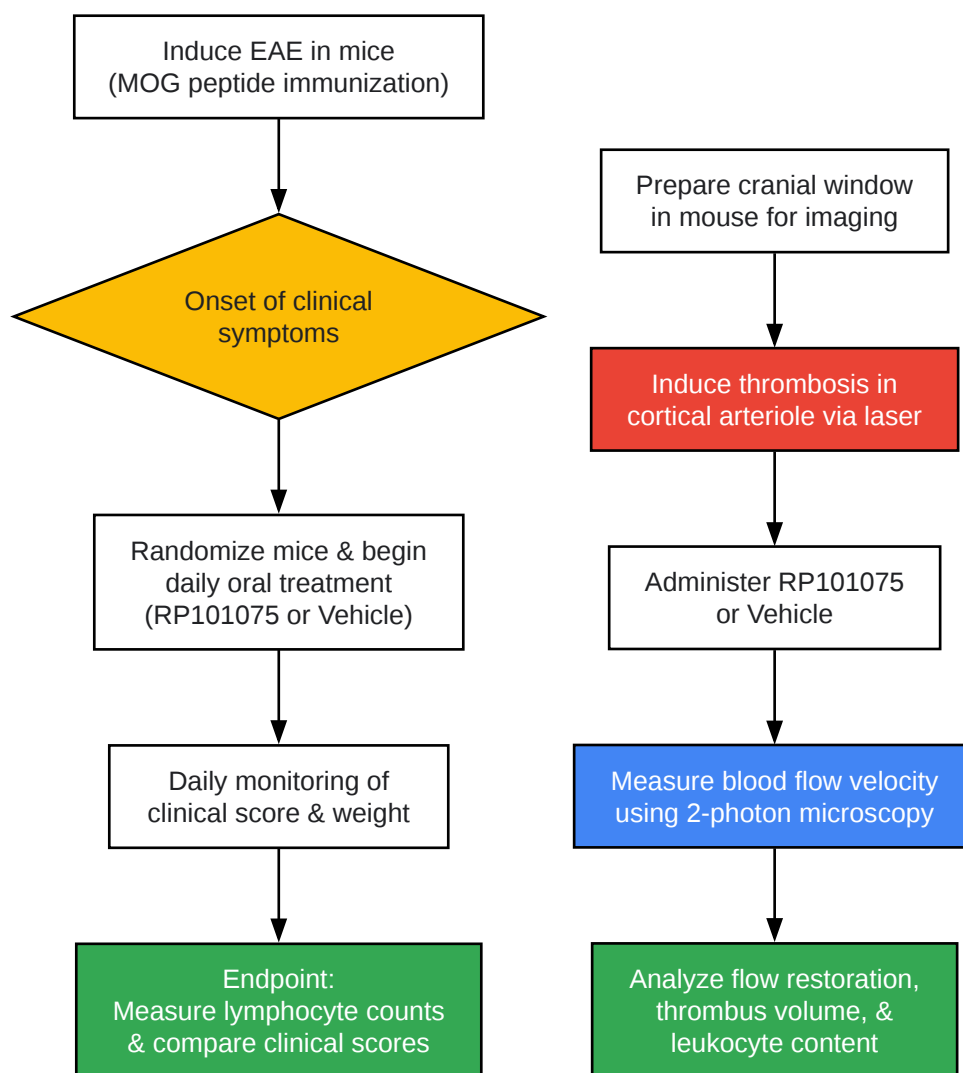 Induce EAE in mice
(MOG peptide immunization)
Onset of clinical
symptoms
Randomize mice & begin
daily oral treatment
(RP101075 or Vehicle)
Daily monitoring of
clinical score & weight
Endpoint:
Measure lymphocyte counts
& compare clinical scores
Prepare cranial window
in mouse for imaging
Induce thrombosis in
cortical arteriole via laser
Administer RP101075
or Vehicle
Measure blood flow velocity
using 2-photon microscopy
Analyze flow restoration,
thrombus volume, &
leukocyte content